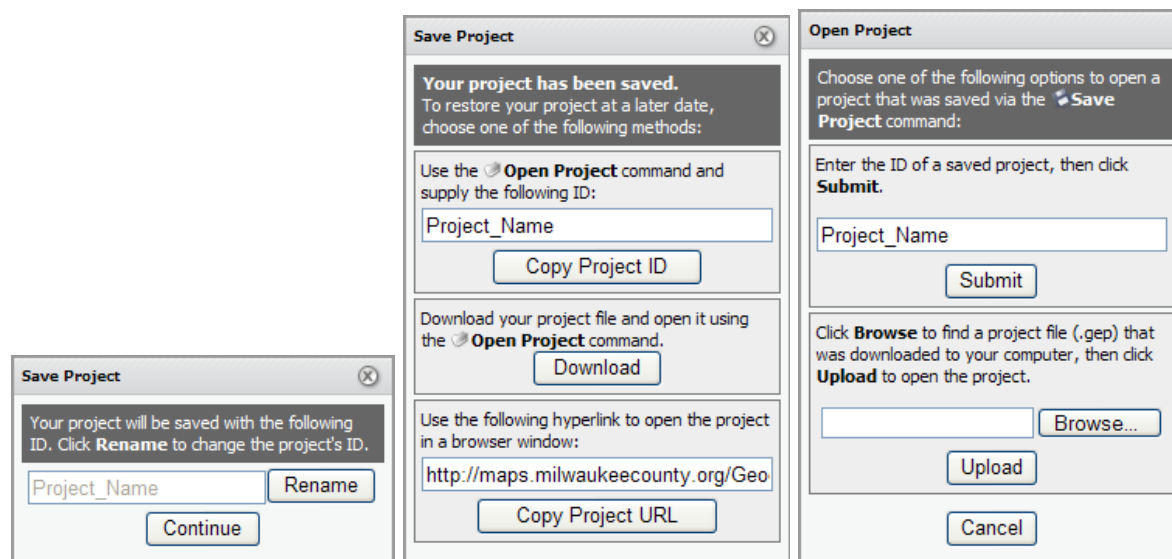 Save Project
Your project will be saved with the following
ID. Click Rename to change the project's ID.
Project_Name
Rename
Continue
Save Project
Your project has been saved.
To restore your project at a later date,
choose one of the following methods:
Use the Open Project command and
supply the following ID:
Project_Name
Copy Project ID
Download your project file and open it using
the Open Project command.
Download
Use the following hyperlink to open the project
in a browser window:
http://maps.milwaukeecounty.org/Geo
Copy Project URL
Open Project
Choose one of the following options to open a
project that was saved via the Save
Project command:
Enter the ID of a saved project, then click
Submit.
Project_Name
Submit
Click Browse to find a project file (.gep) that
was downloaded to your computer, then click
Upload to open the project.
Browse...
Upload
Cancel